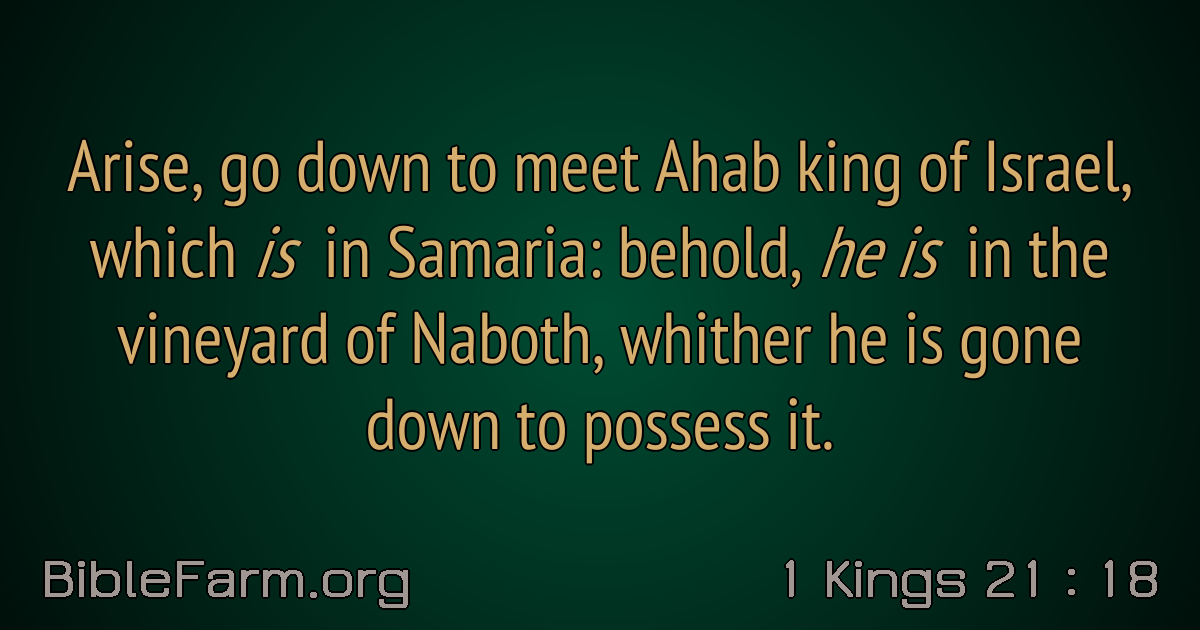 Arise, go down to meet Ahab king of Israel,
which is in Samaria: behold, he is in the
vineyard of Naboth, whither he is gone
down to possess it.
BibleFarm.org
1 Kings 21 : 18